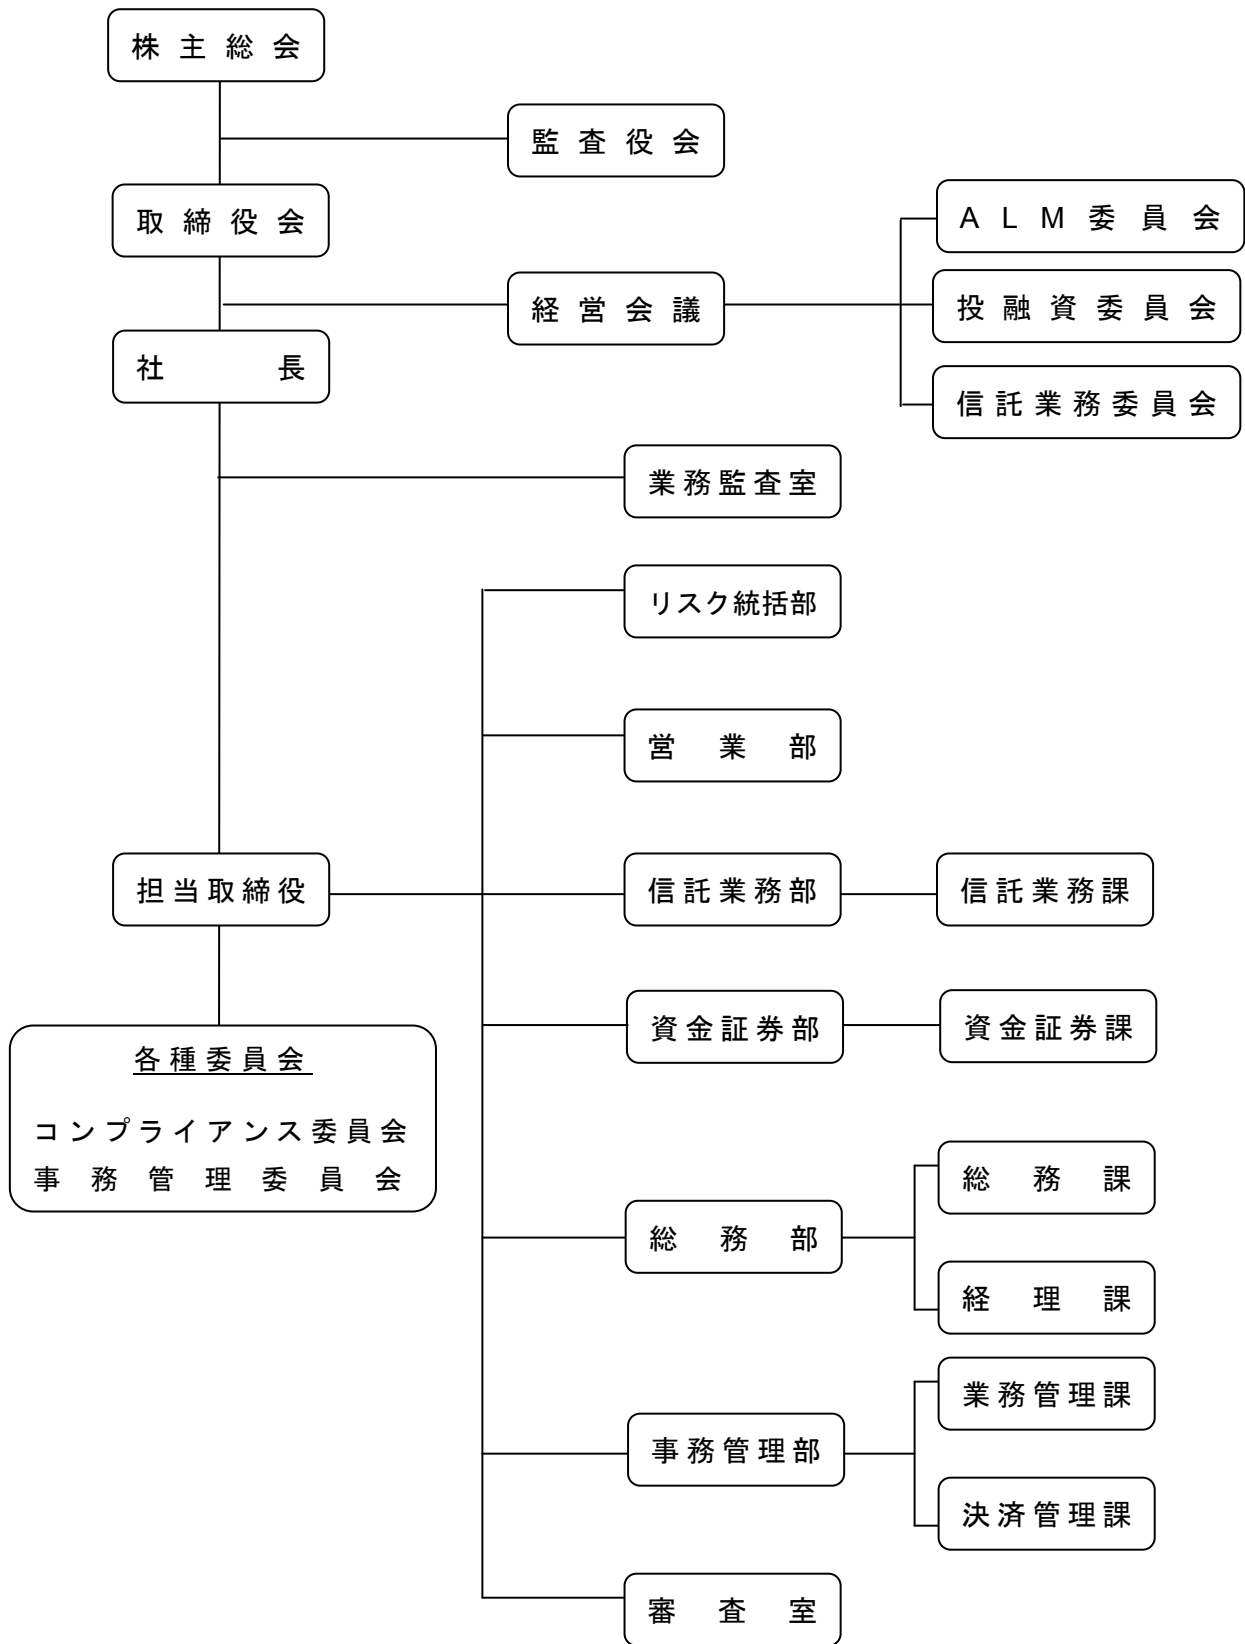 株主総会
監査役会
取締役会
ALM委員会
経営会議
投融資委員会
社長
信託業務委員会
業務監査室
リスク統括部
営業部
担当取締役
信託業務部
信託業務課
資金証券部
資金証券課
各種委員会
コンプライアンス委員会
事務管理委員会
総務課
総務部
経理課
業務管理課
事務管理部
決済管理課
審査室